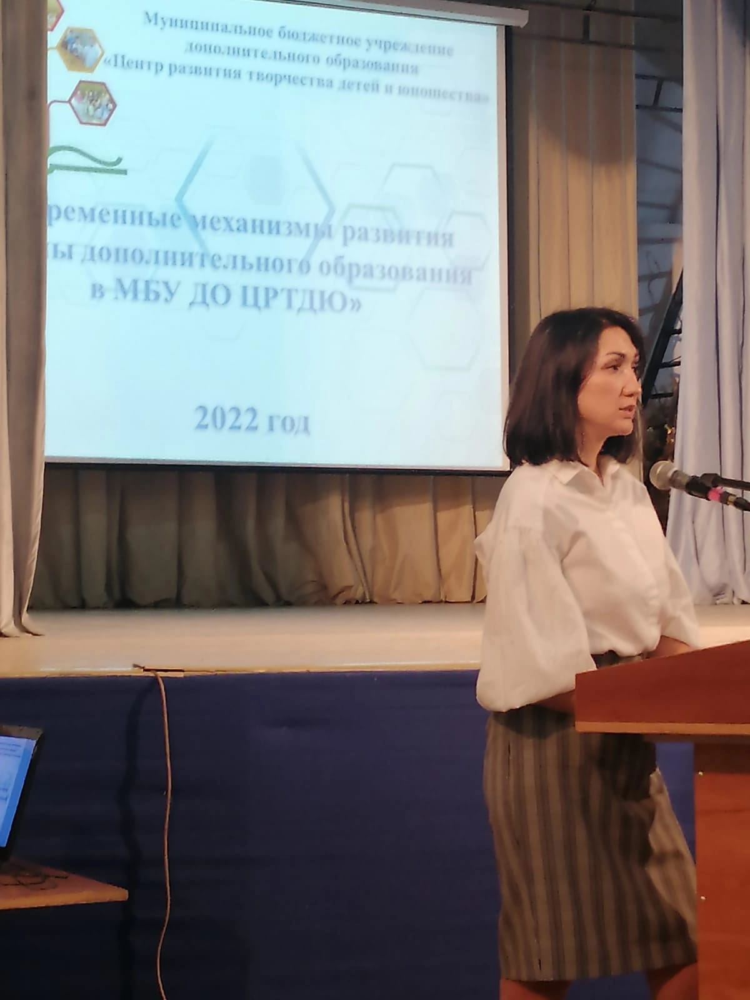 Муниципальное бюджетное учреждение
дополнительного образования
«Центр развития творчества детей и юношества»
ременные механизмы развития
ы дополнительного образования
в МБУ ДО ЦРТДЮ»
2022 год